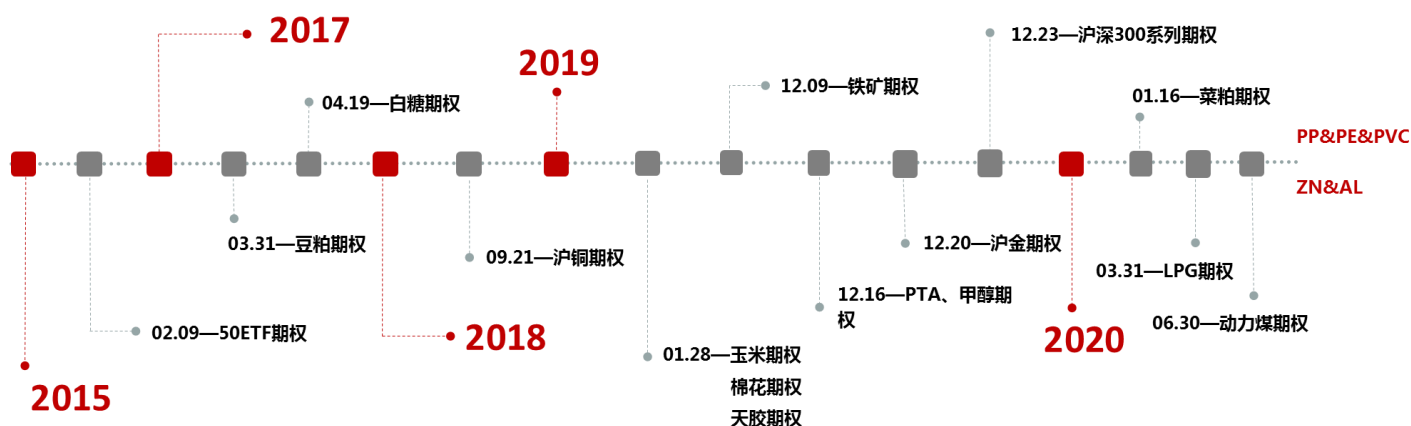 2015
02.09—50ETF期权
2017
03.31—豆粕期权
04.19—白糖期权
2018
09.21—沪铜期权
2019
01.28—玉米期权
棉花期权
天胶期权
12.09—铁矿期权
12.16—PTA、甲醇期
权
12.20—沪金期权
12.23—沪深300系列期权
2020
01.16—菜粕期权
03.31—LPG期权
06.30—动力煤期权
PP&PE&PVC
ZN&AL